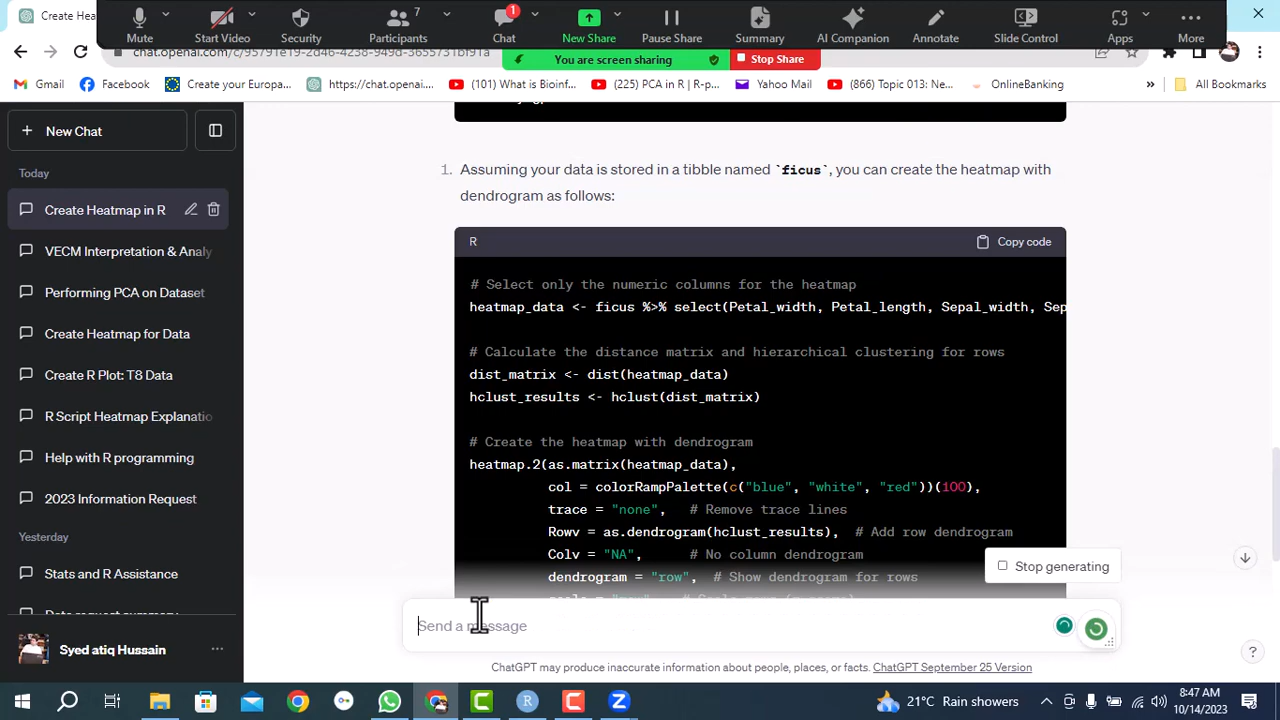 Create Hea
Mute
Start Video
Security
7
Participants
1
Chat
New Share
Pause Share
Summary
AI Companion
Annotate
Slide Control
Apps
More
You are screen sharing
Stop Share
Gmail
Facebook
Create your Europa...
https://chat.openai....
(101) What is Bioinf...
(225) PCA in R | R-p...
Yahoo Mail
(866) Topic 013: Ne...
OnlineBanking
»
All Bookmarks
New Chat
Today
Create Heatmap in R
VECM Interpretation & Analy
Performing PCA on Dataset
Create Heatmap for Data
Create R Plot: T8 Data
R Script Heatmap Explanatio
Help with R programming
2023 Information Request
Yesterday
Stats and R Assistance
Data request summary
Syed atiq Hussain
1. Assuming your data is stored in a tibble named `ficus`, you can create the heatmap with
dendrogram as follows:
R
Copy code
# Select only the numeric columns for the heatmap
heatmap_data <- ficus %>% select(Petal_width, Petal_length, Sepal_width, Sep
# Calculate the distance matrix and hierarchical clustering for rows
dist_matrix <- dist(heatmap_data)
hclust_results <- hclust(dist_matrix)
# Create the heatmap with dendrogram
heatmap.2(as.matrix(heatmap_data),
col = colorRampPalette(c("blue", "white", "red"))(100),
trace = "none", # Remove trace lines
Rowv = as.dendrogram(hclust_results), # Add row dendrogram
Colv = "NA", # No column dendrogram
dendrogram = "row", # Show dendrogram for rows
Stop generating
Send a message
ChatGPT may produce inaccurate information about people, places, or facts. ChatGPT September 25 Version
?
21°C Rain showers
8:47 AM
10/14/2023